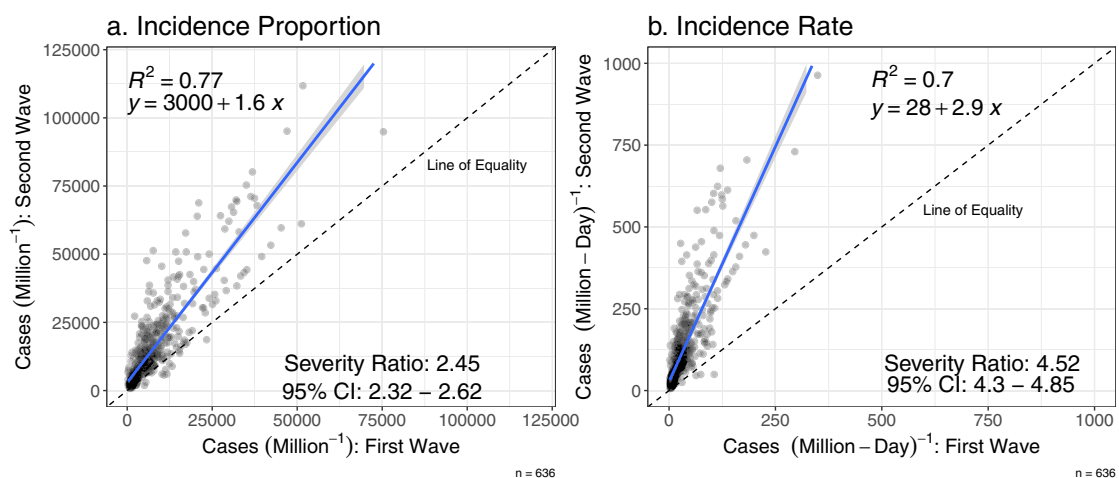 a. Incidence Proportion
R² = 0.77
y = 3000 + 1.6 x
Line of Equality
Severity Ratio: 2.45
95% CI: 2.32 − 2.62
125000
100000
75000
50000
25000
0
0
25000
50000
75000
100000
125000
Cases (Million⁻¹): Second Wave
Cases (Million⁻¹): First Wave
n = 636
b. Incidence Rate
R² = 0.7
y = 28 + 2.9 x
Line of Equality
Severity Ratio: 4.52
95% CI: 4.3 − 4.85
1000
750
500
250
0
0
250
500
750
1000
Cases (Million − Day)⁻¹: Second Wave
Cases (Million − Day)⁻¹: First Wave
n = 636